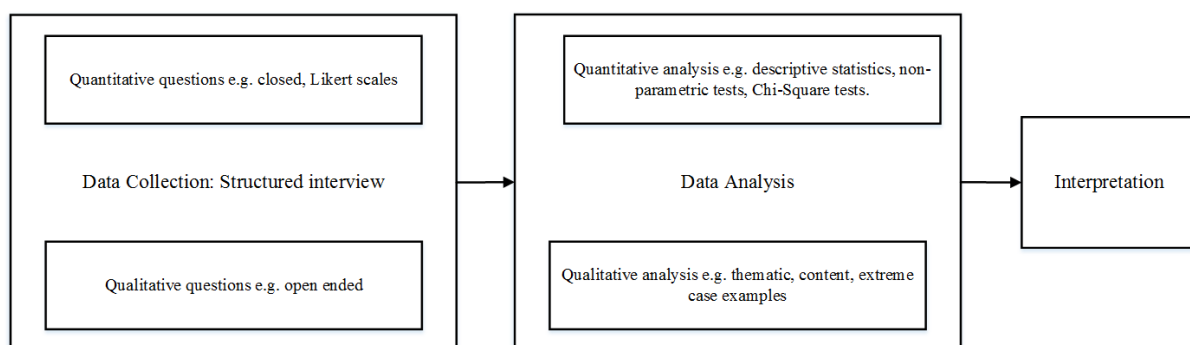 Quantitative questions e.g. closed, Likert scales
Data Collection: Structured interview
Qualitative questions e.g. open ended
Quantitative analysis e.g. descriptive statistics, non-
parametric tests, Chi-Square tests.
Data Analysis
Qualitative analysis e.g. thematic, content, extreme
case examples
Interpretation